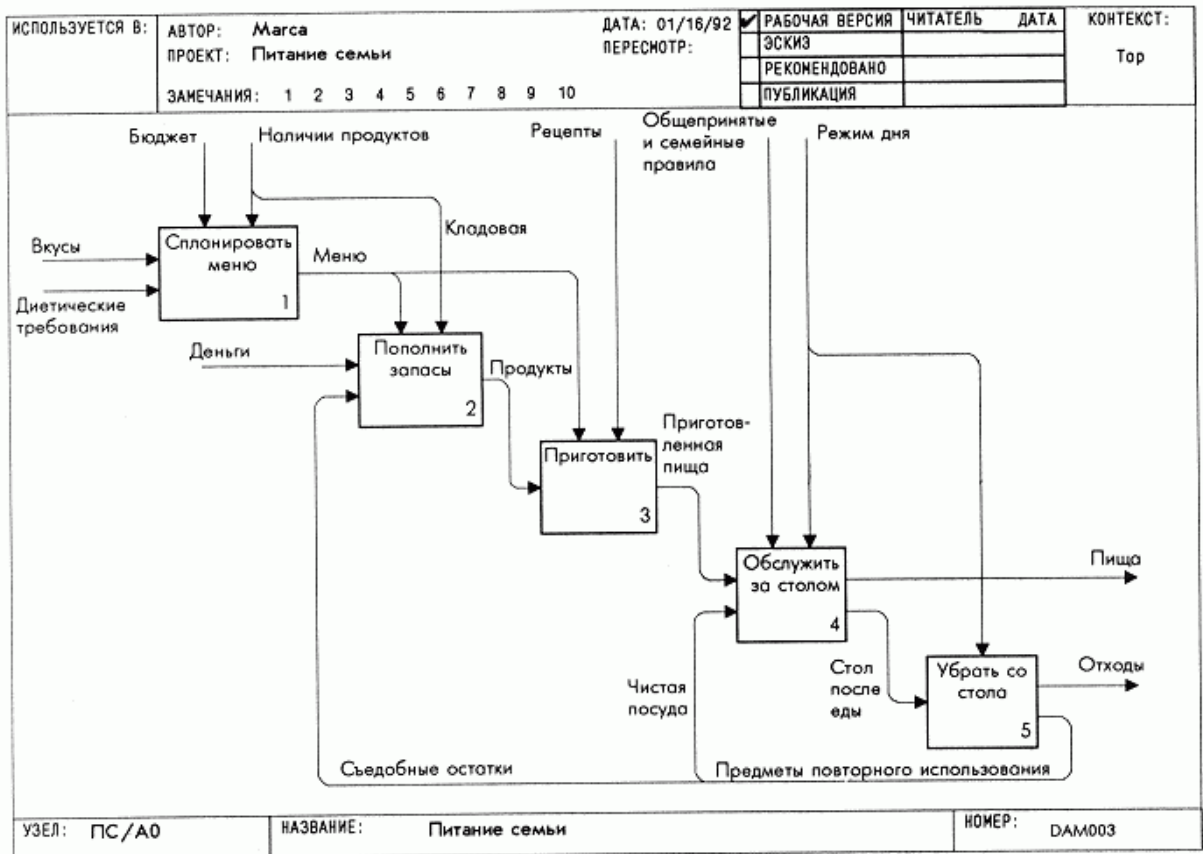 ИСПОЛЬЗУЕТСЯ В:
АВТОР: Marca
ДАТА: 01/16/92
ПРОЕКТ: Питание семьи
ПЕРЕСМОТР:
ЗАМЕЧАНИЯ: 1 2 3 4 5 6 7 8 9 10
✔ РАБОЧАЯ ВЕРСИЯ
ЭСКИЗ
РЕКОМЕНДОВАНО
ПУБЛИКАЦИЯ
ЧИТАТЕЛЬ ДАТА
КОНТЕКСТ:
Top
Бюджет
Наличии продуктов
Рецепты
Общепринятые
и семейные
правила
Режим дня
Кладовая
Вкусы
Диетические
требования
Спланировать
меню
1
Меню
Деньги
Пополнить
запасы
2
Продукты
Приготовить
3
Приготов-
ленная
пища
Обслужить
за столом
4
Пища
Стол
после
еды
Убрать со
стола
5
Отходы
Чистая
посуда
Съедобные остатки
Предметы повторного использования
УЗЕЛ: ПС/А0
НАЗВАНИЕ: Питание семьи
НОМЕР: DAM003